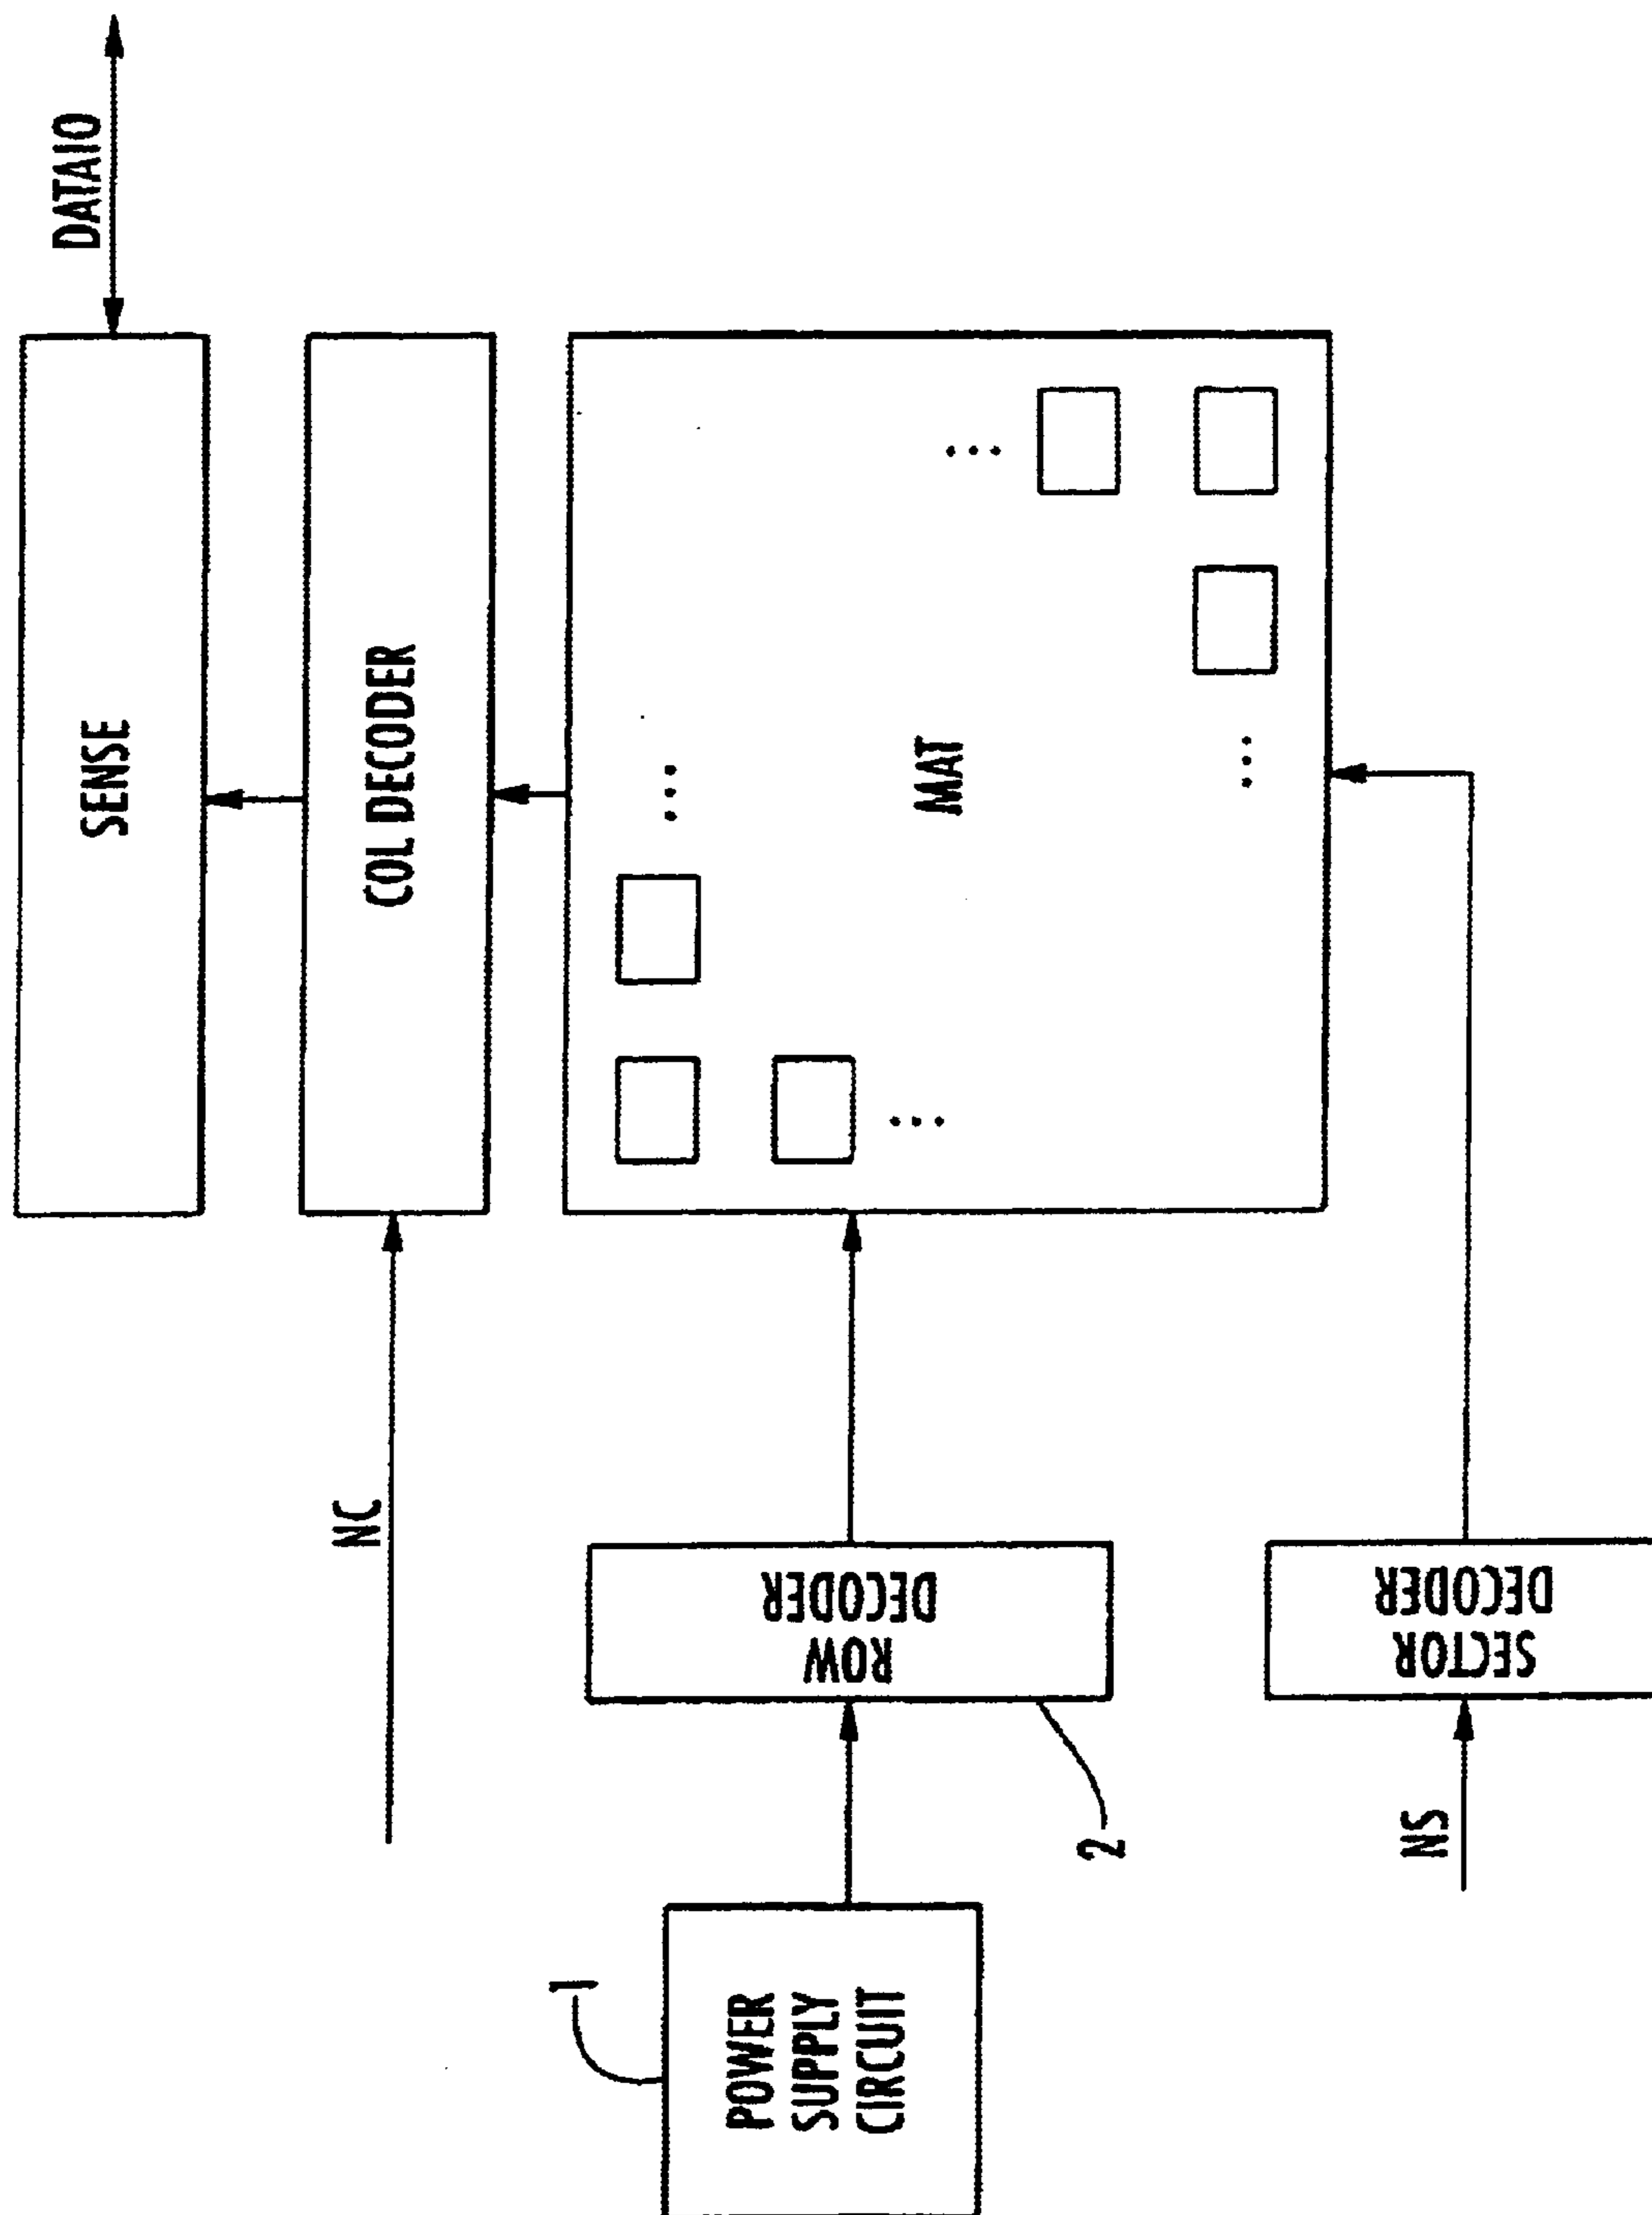 DATAIO
SENSE
COL DECODER
MAT
NC
ROW
DECODER
2
SECTOR
DECODER
NS
1
POWER
SUPPLY
CIRCUIT